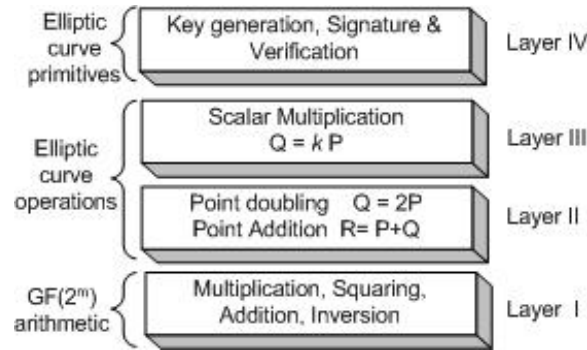 Elliptic
curve
primitives
Key generation, Signature &
Verification
Layer IV
Elliptic
curve
operations
Scalar Multiplication
Q = k P
Layer III
Point doubling Q = 2P
Point Addition R= P+Q
Layer II
GF(2ᵐ)
arithmetic
Multiplication, Squaring,
Addition, Inversion
Layer I